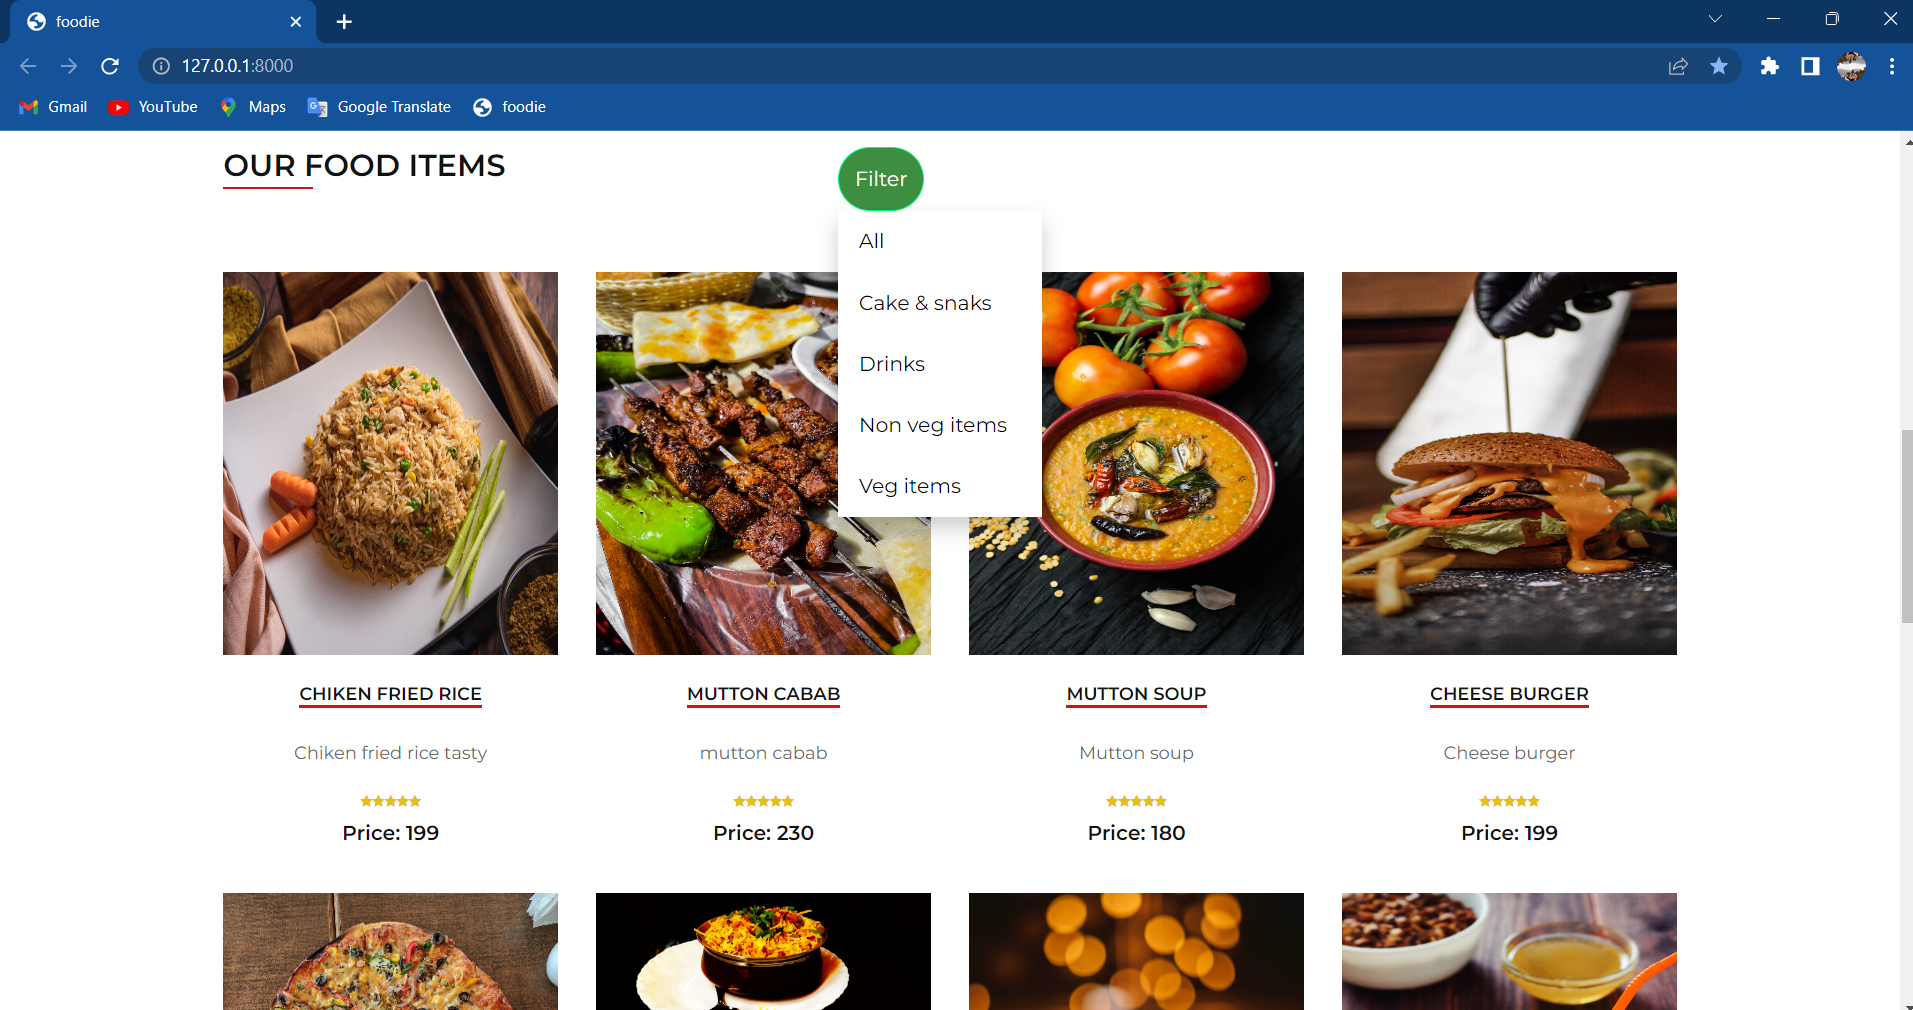 foodie
127.0.0.1:8000
Gmail
YouTube
Maps
Google Translate
foodie
OUR FOOD ITEMS
Filter
All
Cake & snaks
Drinks
Non veg items
Veg items
CHIKEN FRIED RICE
MUTTON CABAB
MUTTON SOUP
CHEESE BURGER
Chiken fried rice tasty
mutton cabab
Mutton soup
Cheese burger
Price: 199
Price: 230
Price: 180
Price: 199